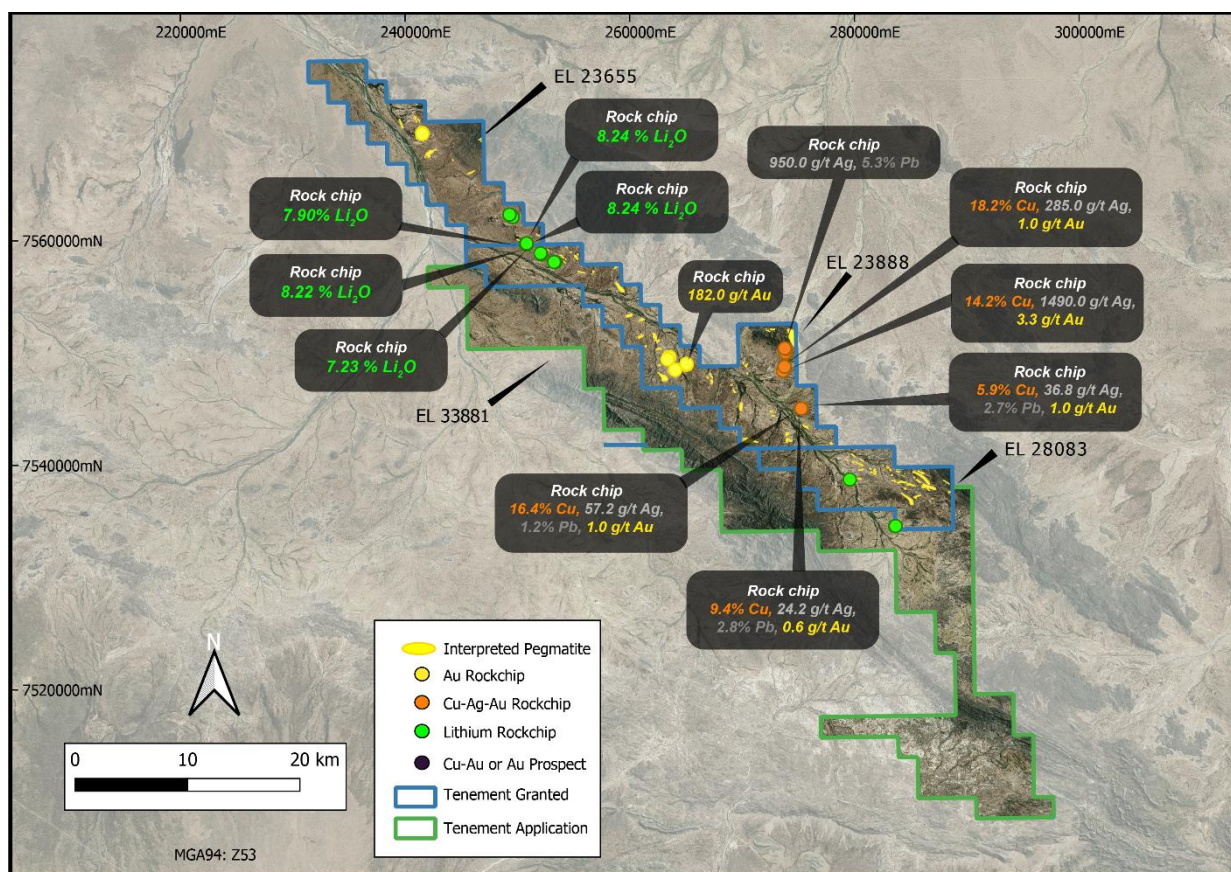 220000mE
240000mE
260000mE
280000mE
300000mE
EL 23655
Rock chip
8.24 % Li₂O
Rock chip
950.0 g/t Ag, 5.3% Pb
Rock chip
18.2% Cu, 285.0 g/t Ag,
1.0 g/t Au
Rock chip
7.90% Li₂O
Rock chip
8.24 % Li₂O
7560000mN
EL 23888
Rock chip
8.22 % Li₂O
Rock chip
182.0 g/t Au
Rock chip
14.2% Cu, 1490.0 g/t Ag,
3.3 g/t Au
Rock chip
7.23 % Li₂O
Rock chip
5.9% Cu, 36.8 g/t Ag,
2.7% Pb, 1.0 g/t Au
EL 33881
EL 28083
7540000mN
Rock chip
16.4% Cu, 57.2 g/t Ag,
1.2% Pb, 1.0 g/t Au
Rock chip
9.4% Cu, 24.2 g/t Ag,
2.8% Pb, 0.6 g/t Au
7520000mN
N
0 10 20 km
MGA94: Z53
Interpreted Pegmatite
Au Rockchip
Cu-Ag-Au Rockchip
Lithium Rockchip
Cu-Au or Au Prospect
Tenement Granted
Tenement Application